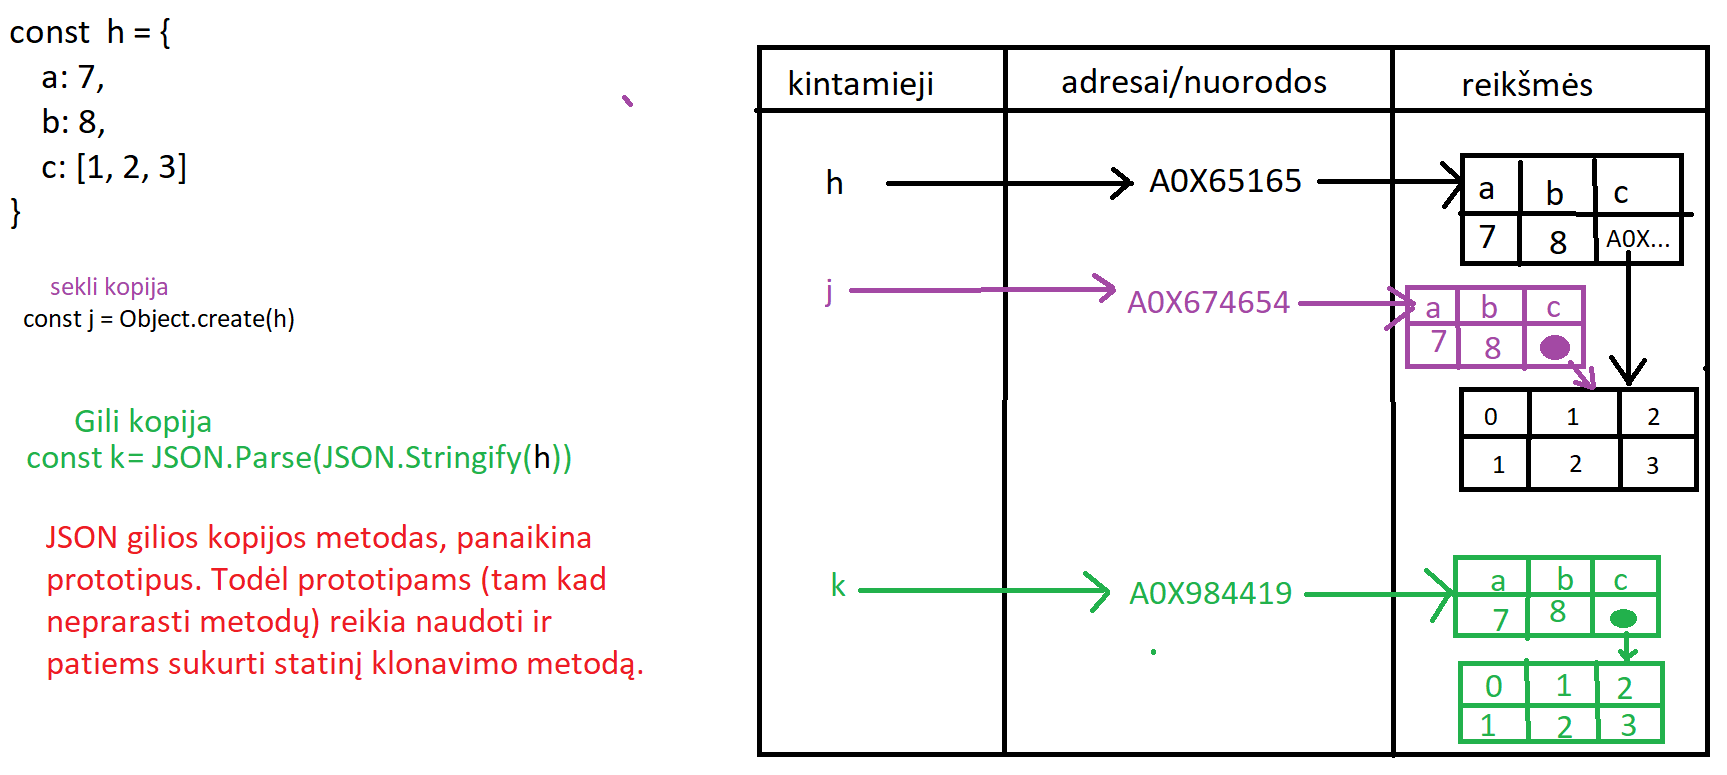 const h = {
a: 7,
b: 8,
c: [1, 2, 3]
}
sekli kopija
const j = Object.create(h)
Gili kopija
const k= JSON.Parse(JSON.Stringify(h))
JSON gilios kopijos metodas, panaikina
prototipus. Todėl prototipams (tam kad
neprarasti metodų) reikia naudoti ir
patiems sukurti statinį klonavimo metodą.
kintamieji adresai/nuorodos reikšmės
h A0X65165
a b c
7 8 A0X...
j A0X674654
a b c
7 8
0 1 2
1 2 3
k A0X984419
a b c
7 8
0 1 2
1 2 3